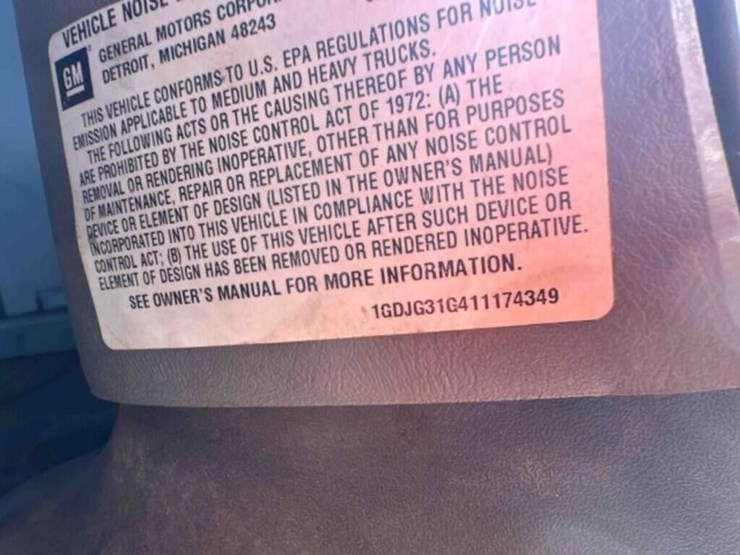 VEHICLE NOISE
GM
GENERAL MOTORS
DETROIT, MICHIGAN 48243
THIS VEHICLE CONFORMS TO U.S. EPA REGULATIONS FOR NOISE
EMISSION APPLICABLE TO MEDIUM AND HEAVY TRUCKS.
THE FOLLOWING ACTS OR THE CAUSING THEREOF BY ANY PERSON
ARE PROHIBITED BY THE NOISE CONTROL ACT OF 1972: (A) THE
REMOVAL OR RENDERING INOPERATIVE, OTHER THAN FOR PURPOSES
OF MAINTENANCE, REPAIR OR REPLACEMENT OF ANY NOISE CONTROL
DEVICE OR ELEMENT OF DESIGN (LISTED IN THE OWNER'S MANUAL)
INCORPORATED INTO THIS VEHICLE IN COMPLIANCE WITH THE NOISE
CONTROL ACT; (B) THE USE OF THIS VEHICLE AFTER SUCH DEVICE OR
ELEMENT OF DESIGN HAS BEEN REMOVED OR RENDERED INOPERATIVE.
SEE OWNER'S MANUAL FOR MORE INFORMATION.
1GDJG31G411174349